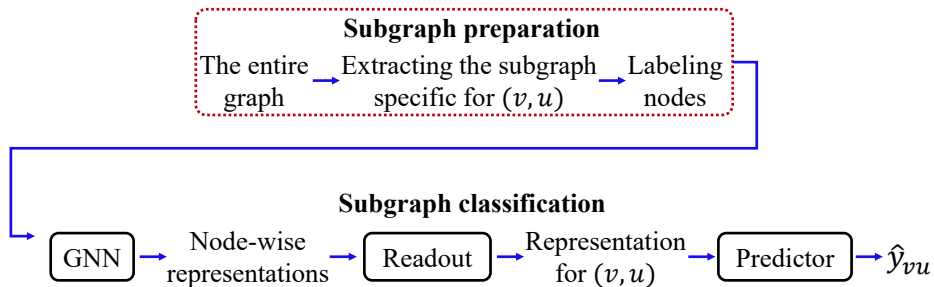 Subgraph preparation
The entire graph
Extracting the subgraph specific for (v, u)
Labeling nodes
Subgraph classification
GNN
Node-wise representations
Readout
Representation for (v, u)
Predictor
ŷ_vu